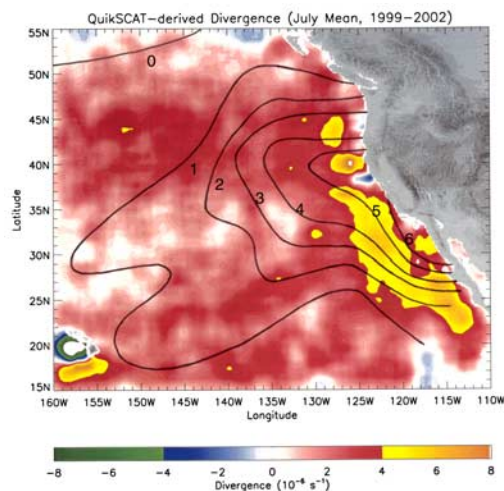 QuikSCAT-derived Divergence (July Mean, 1999-2002)
55N
50N
45N
40N
35N
30N
25N
20N
15N
Latitude
0
1
2
3
4
5
6
160W 155W 150W 145W 140W 135W 130W 125W 120W 115W 110W
Longitude
-8 -6 -4 -2 0 2 4 6 8
Divergence (10⁻⁶ s⁻¹)